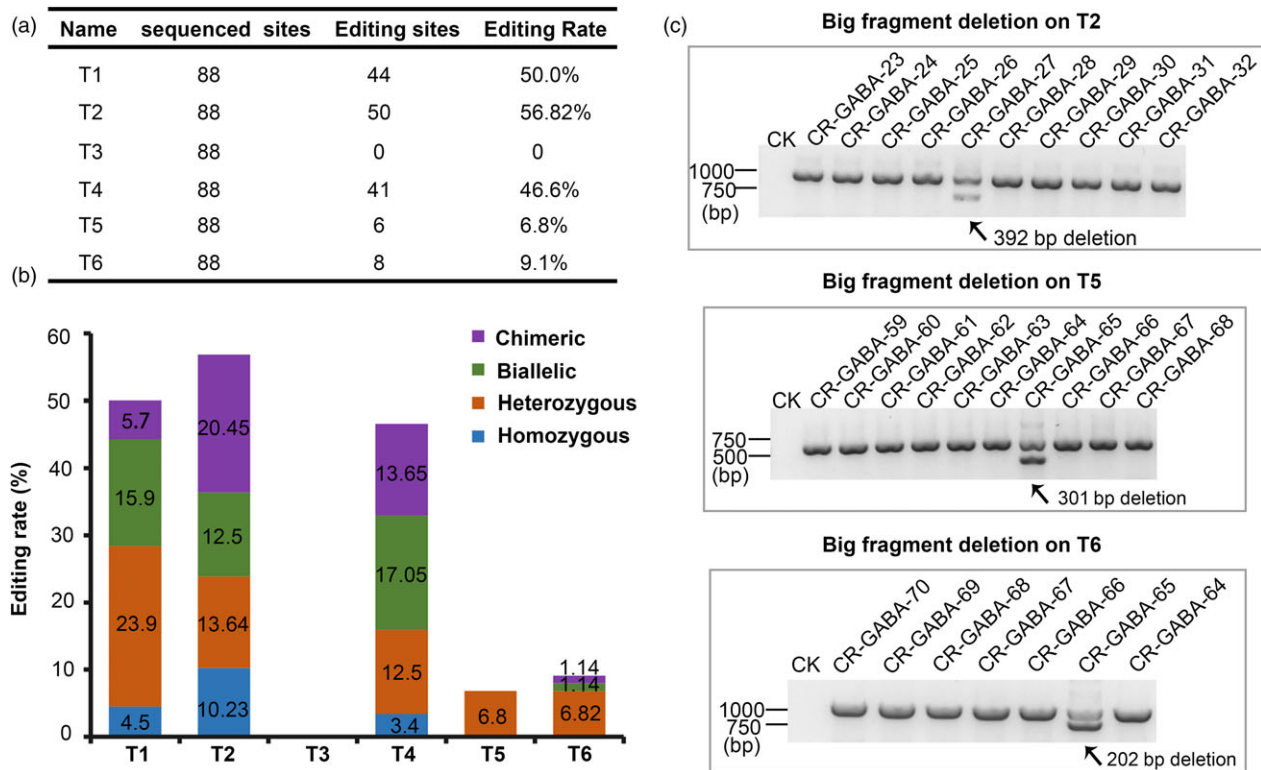 (a)
Name sequenced sites Editing sites Editing Rate
T1 88 44 50.0%
T2 88 50 56.82%
T3 88 0 0
T4 88 41 46.6%
T5 88 6 6.8%
T6 88 8 9.1%
(b)
Editing rate (%)
60
50
40
30
20
10
0
Chimeric
Biallelic
Heterozygous
Homozygous
5.7
15.9
23.9
4.5
20.45
12.5
13.64
10.23
13.65
17.05
12.5
3.4
6.8
1.14
1.14
6.82
T1 T2 T3 T4 T5 T6
(c)
Big fragment deletion on T2
CK
CR-GABA-23
CR-GABA-24
CR-GABA-25
CR-GABA-26
CR-GABA-27
CR-GABA-28
CR-GABA-29
CR-GABA-30
CR-GABA-31
CR-GABA-32
1000
750
(bp)
392 bp deletion
Big fragment deletion on T5
CK
CR-GABA-59
CR-GABA-60
CR-GABA-61
CR-GABA-62
CR-GABA-63
CR-GABA-64
CR-GABA-65
CR-GABA-66
CR-GABA-67
CR-GABA-68
750
500
(bp)
301 bp deletion
Big fragment deletion on T6
CK
CR-GABA-70
CR-GABA-69
CR-GABA-68
CR-GABA-67
CR-GABA-66
CR-GABA-65
CR-GABA-64
1000
750
(bp)
202 bp deletion